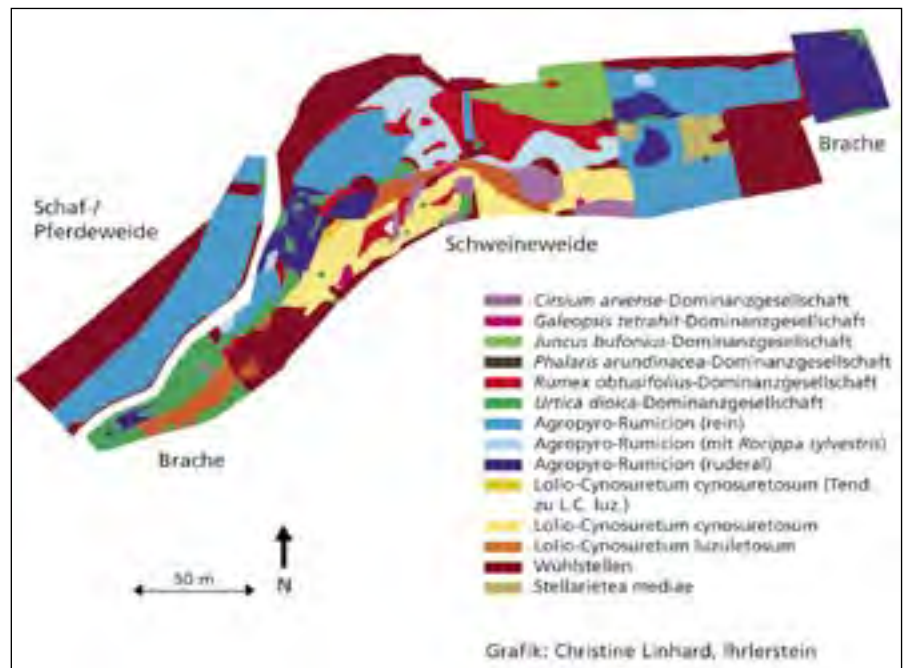 Schaf-/
Pferdeweide
Brache
Schweineweide
Brache
50 m
N
Cirsium arvense-Dominanzgesellschaft
Galeopsis tetrahit-Dominanzgesellschaft
Juncus bufonius-Dominanzgesellschaft
Phalaris arundinacea-Dominanzgesellschaft
Rumex obtusifolius-Dominanzgesellschaft
Urtica dioica-Dominanzgesellschaft
Agropyro-Rumicion (rein)
Agropyro-Rumicion (mit Rorippa sylvestris)
Agropyro-Rumicion (ruderal)
Lolio-Cynosuretum cynosuretosum (Tend.
zu L.C. luz.)
Lolio-Cynosuretum cynosuretosum
Lolio-Cynosuretum luzuletosum
Wühlstellen
Stellarietea mediae
Grafik: Christine Linhard, Ihrlerstein